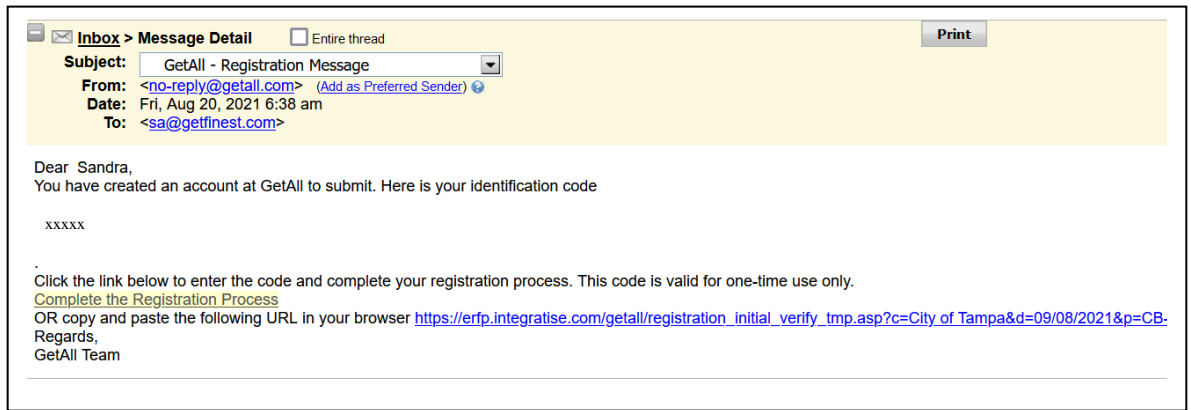 Inbox > Message Detail Entire thread Print
Subject: GetAll - Registration Message
From: <no-reply@getall.com> (Add as Preferred Sender)
Date: Fri, Aug 20, 2021 6:38 am
To: <sa@getfinest.com>
Dear Sandra,
You have created an account at GetAll to submit. Here is your identification code
xxxxx
.
Click the link below to enter the code and complete your registration process. This code is valid for one-time use only.
Complete the Registration Process
OR copy and paste the following URL in your browser https://erfp.integratise.com/getall/registration_initial_verify_tmp.asp?c=City of Tampa&d=09/08/2021&p=CB-
Regards,
GetAll Team